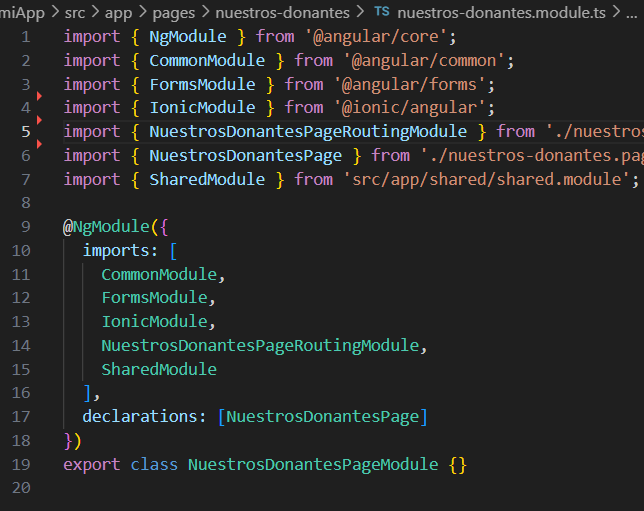 miApp > src > app > pages > nuestros-donantes > TS nuestros-donantes.module.ts > ...
1 import { NgModule } from '@angular/core';
2 import { CommonModule } from '@angular/common';
3 import { FormsModule } from '@angular/forms';
4 import { IonicModule } from '@ionic/angular';
5 import { NuestrosDonantesPageRoutingModule } from './nuestros
6 import { NuestrosDonantesPage } from './nuestros-donantes.pag
7 import { SharedModule } from 'src/app/shared/shared.module';
8
9 @NgModule({
10 imports: [
11 CommonModule,
12 FormsModule,
13 IonicModule,
14 NuestrosDonantesPageRoutingModule,
15 SharedModule
16 ],
17 declarations: [NuestrosDonantesPage]
18 })
19 export class NuestrosDonantesPageModule {}
20